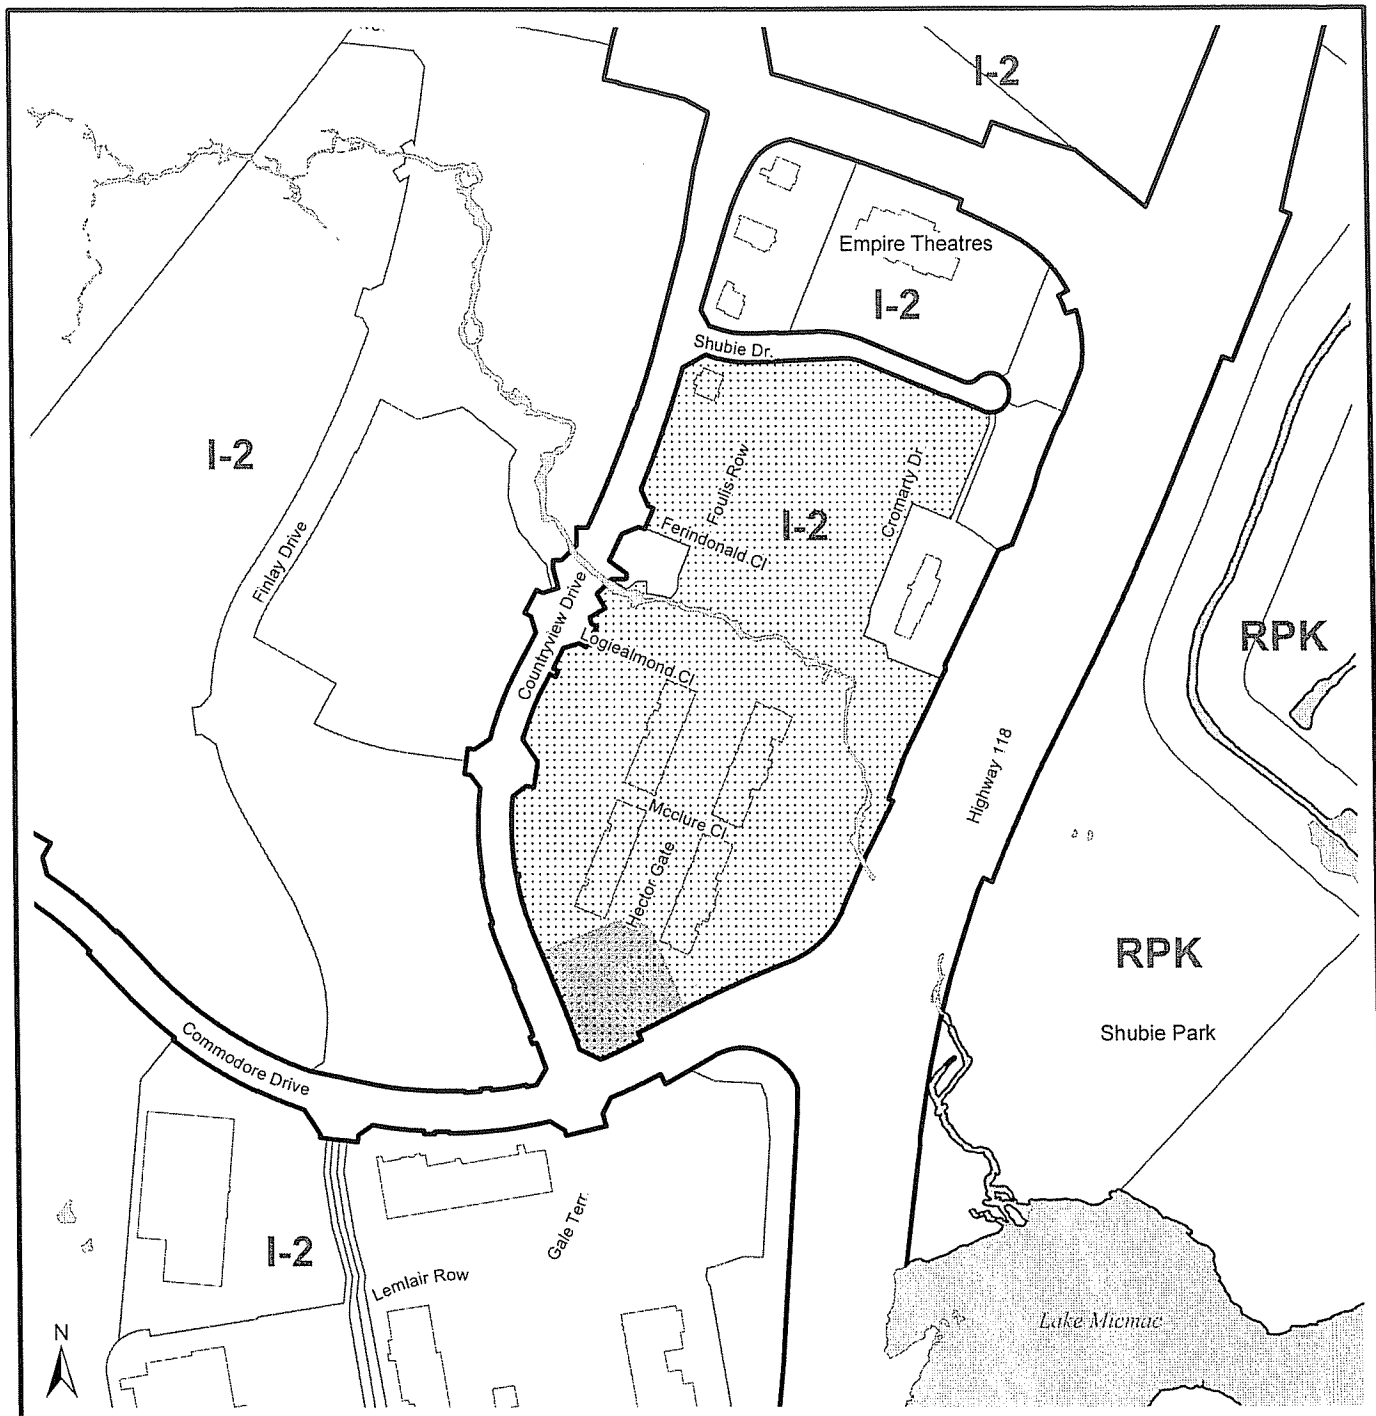 I-2
Empire Theatres
I-2
Shubie Dr.
I-2
Foulis Row
Cromarty Dr
I-2
Ferindonald Cl
Finlay Drive
Countryview Drive
Logiealmond Cl
RPK
Highway 118
Mcclure Cl
Hector Gate
RPK
Shubie Park
Commodore Drive
Gale Terr.
I-2
Lemlair Row
Lake Micmac
N